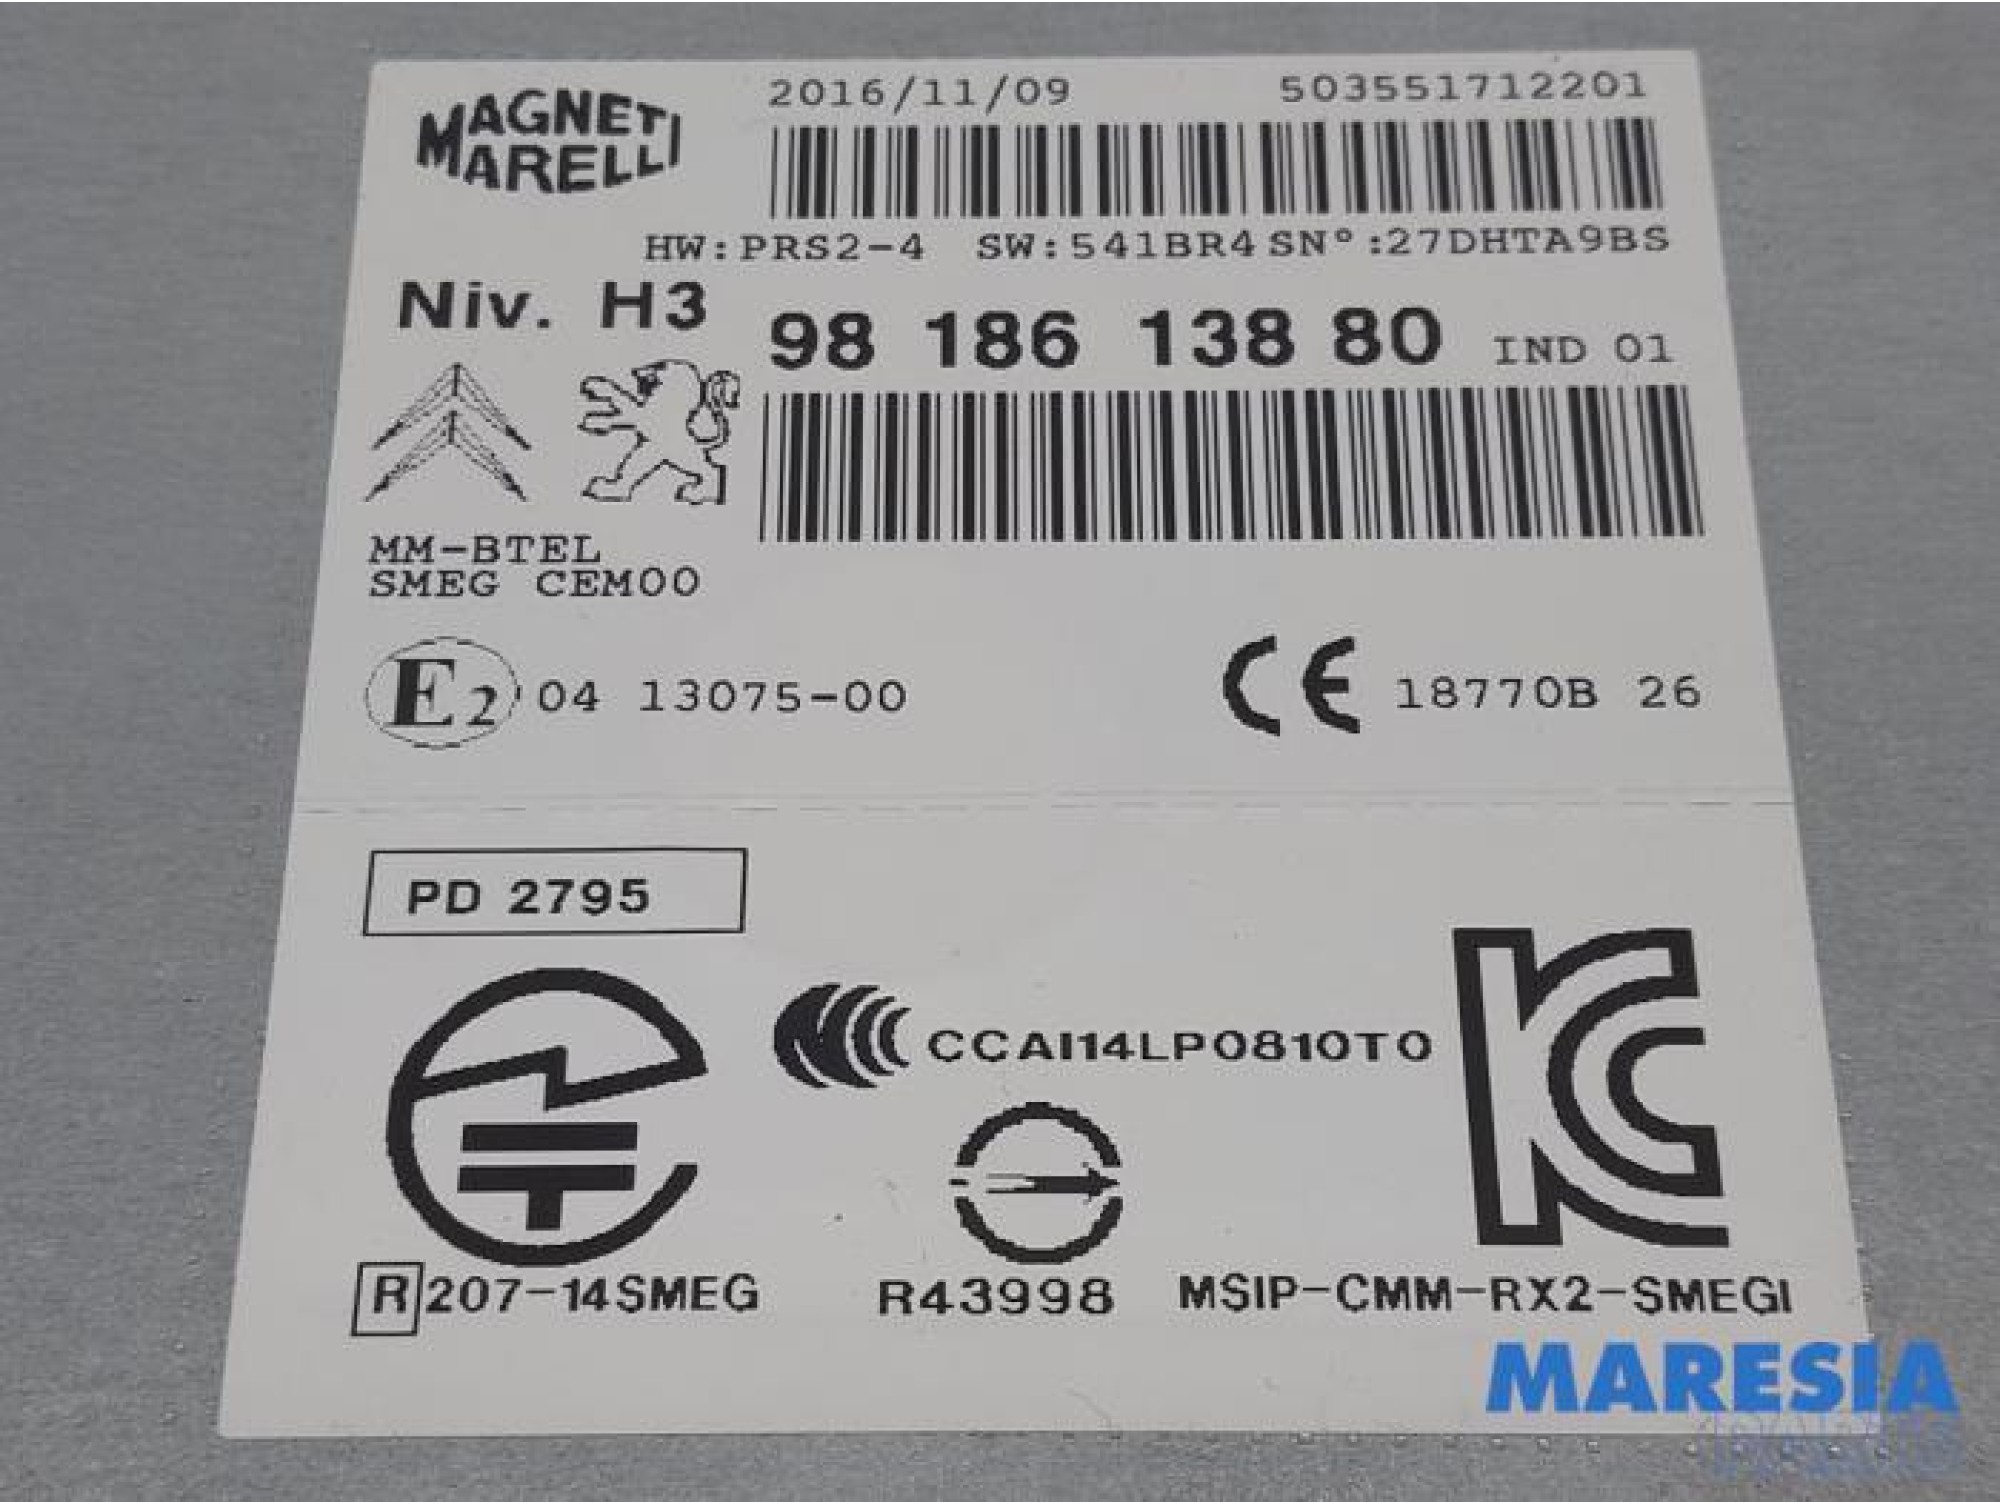 MAGNETI
MARELLI
2016/11/09 503551712201
HW:PRS2-4 SW:541BR4 SN°:27DHTA9BS
Niv. H3
98 186 138 80 IND 01
MM-BTEL
SMEG CEM00
E2 04 13075-00
CE 18770B 26
PD 2795
CCAI14LP0810T0
R 207-14SMEG
R43998
MSIP-CMM-RX2-SMEGI
MARESIA